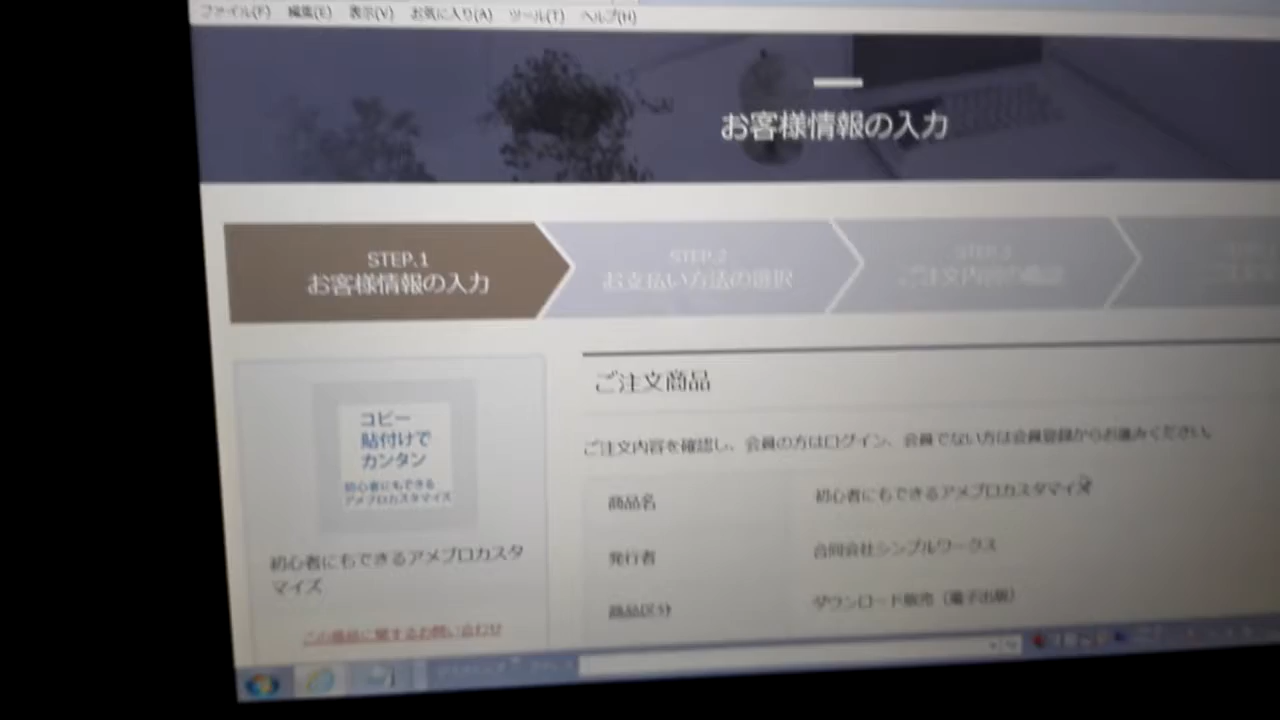 ファイル(F) 編集(E) 表示(V) お気に入り(A) ツール(T) ヘルプ(H)
お客様情報の入力
STEP.1
お客様情報の入力
STEP.2
お支払い方法の選択
STEP.3
ご注文内容の
コピー
貼付けで
カンタン
初心者にもできる
アメブロカスタマイズ
初心者にもできるアメブロカスタ
マイズ
この商品に関するお問い合わせ
ご注文商品
ご注文内容を確認し、会員の方はログイン、会員でない方は会員登録からお進みください。
商品名 初心者にもできるアメブロカスタマイズ
発行者 合同会社シンプルワークス
商品区分 ダウンロード販売（電子出版）